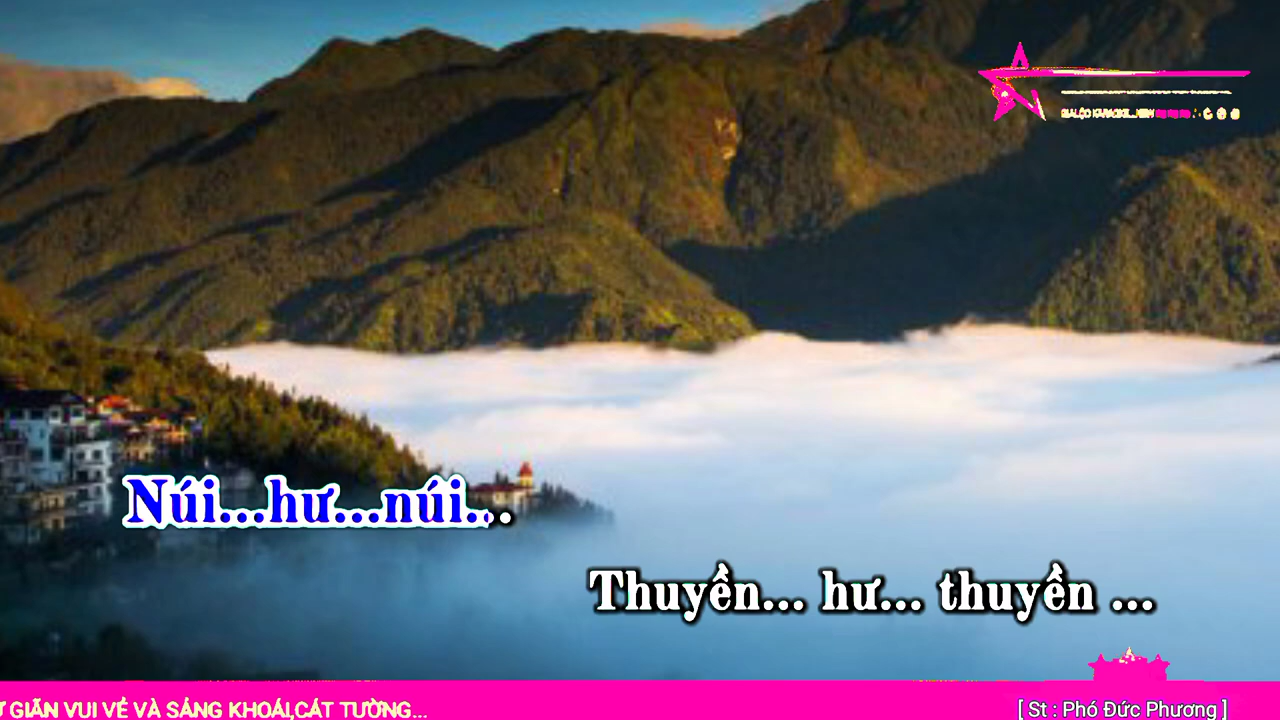 Núi...hư...núi...
Thuyền... hư... thuyền ...
GIÃN VUI VẺ VÀ SẢNG KHOÁI,CÁT TƯỜNG...
[ St : Phó Đức Phương ]